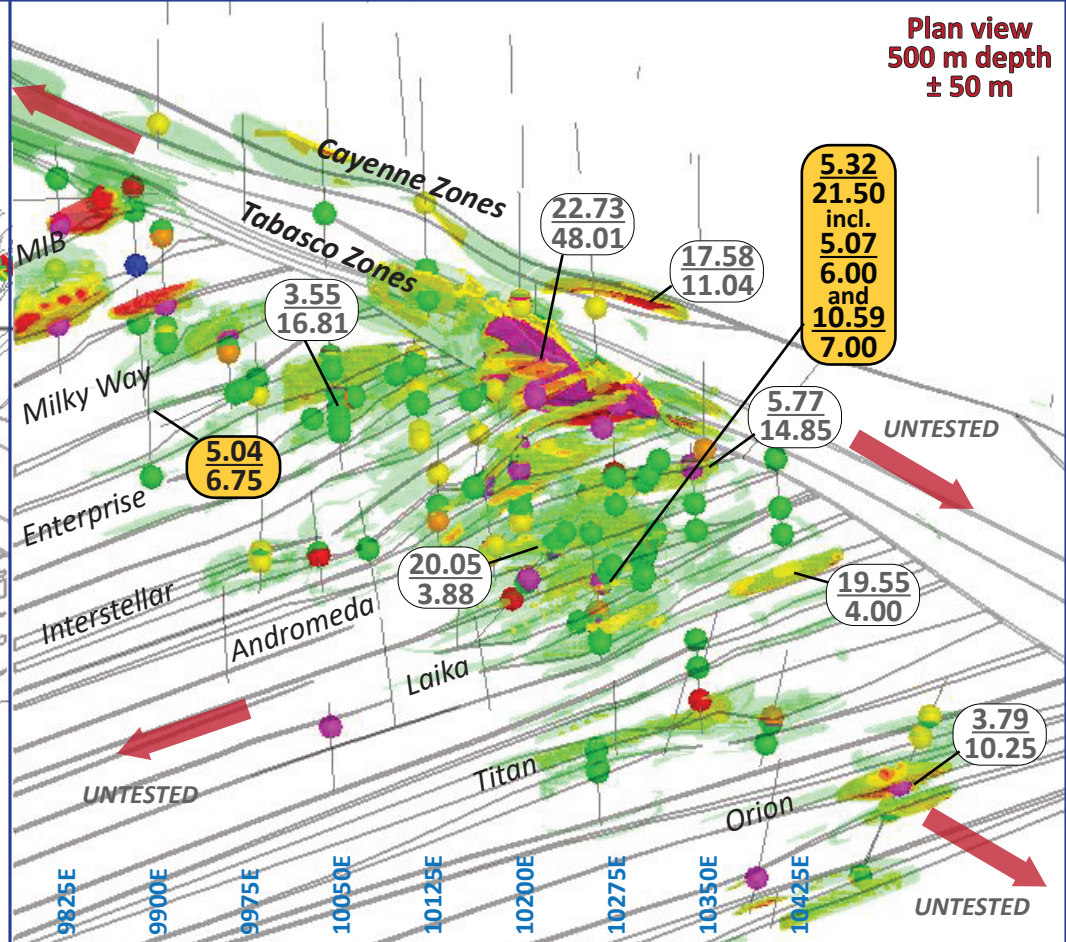 Plan view
500 m depth
± 50 m
Cayenne Zones
Tabasco Zones
5.32
21.50
incl.
5.07
6.00
and
10.59
7.00
22.73
48.01
17.58
11.04
MIB
3.55
16.81
Milky Way
5.77
14.85
UNTESTED
5.04
6.75
Enterprise
20.05
3.88
19.55
4.00
Interstellar
Andromeda
Laika
3.79
10.25
Titan
UNTESTED
Orion
9825E
9900E
9975E
10050E
10125E
10200E
10275E
10350E
10425E
UNTESTED